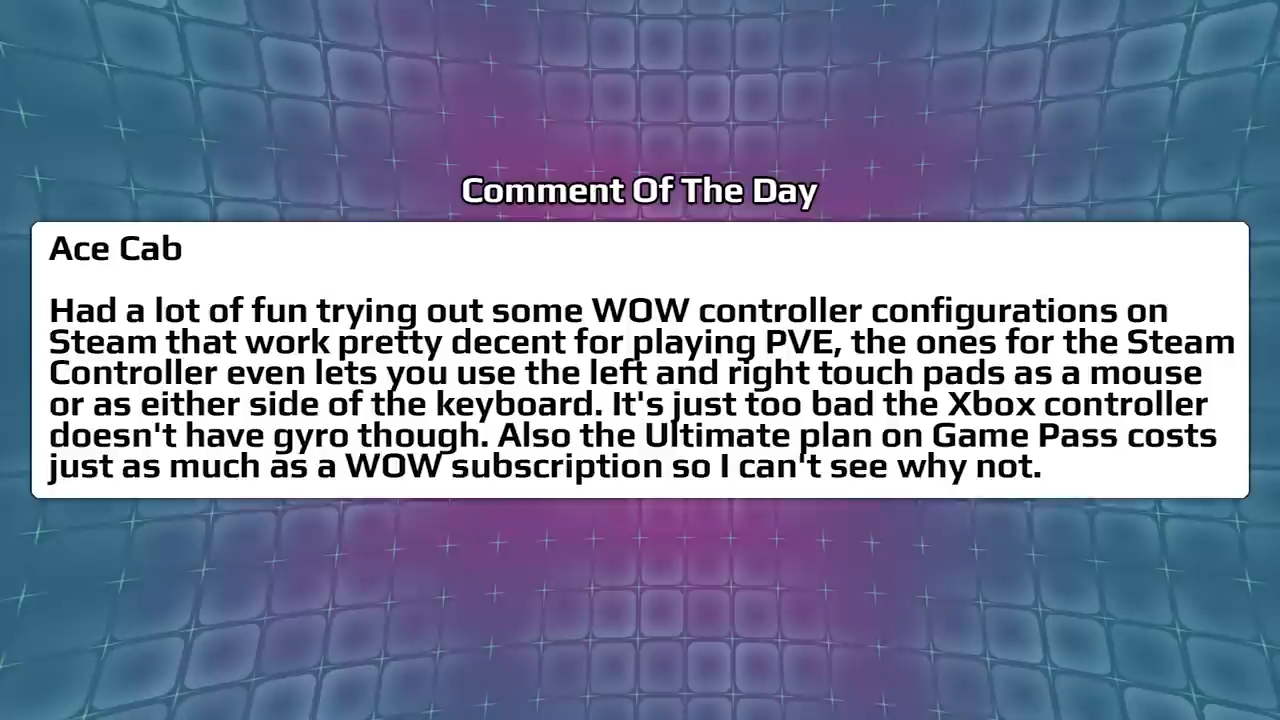 Comment Of The Day
Ace Cab
Had a lot of fun trying out some WOW controller configurations on
Steam that work pretty decent for playing PVE, the ones for the Steam
Controller even lets you use the left and right touch pads as a mouse
or as either side of the keyboard. It's just too bad the Xbox controller
doesn't have gyro though. Also the Ultimate plan on Game Pass costs
just as much as a WOW subscription so I can't see why not.